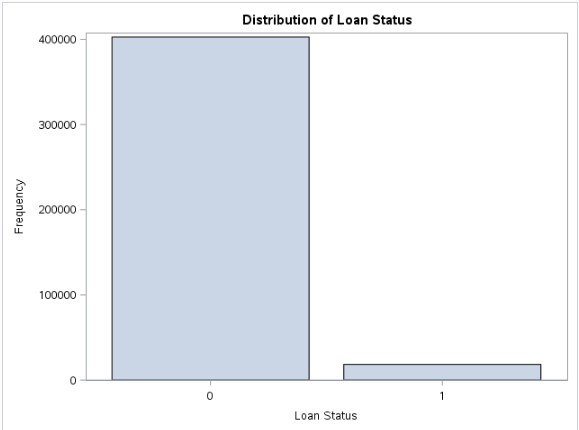 Distribution of Loan Status
400000
300000
200000
100000
0
Frequency
0 1
Loan Status